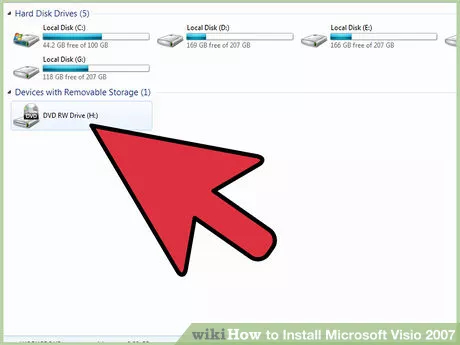 Hard Disk Drives (5)
Local Disk (C:)
44.2 GB free of 100 GB
Local Disk (D:)
169 GB free of 207 GB
Local Disk (E:)
166 GB free of 207 GB
Local Disk (G:)
118 GB free of 207 GB
Devices with Removable Storage (1)
DVD
DVD RW Drive (H:)
wikiHow to Install Microsoft Visio 2007